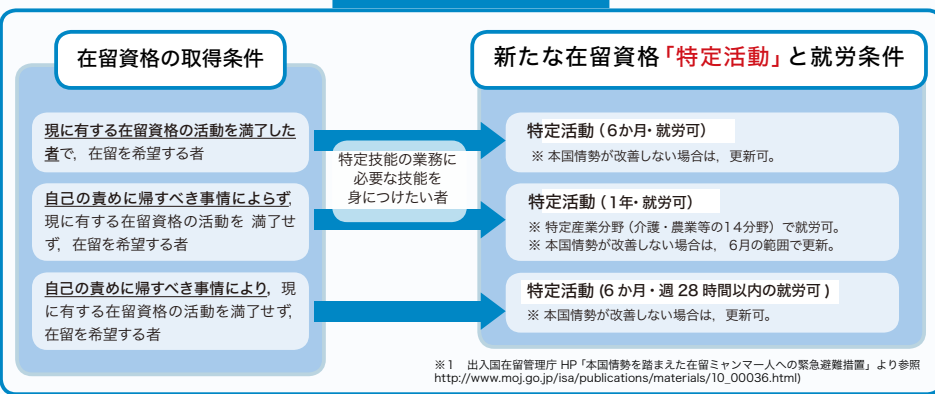 在留資格の取得条件
現に有する在留資格の活動を満了した
者で，在留を希望する者
自己の責めに帰すべき事情によらず，
現に有する在留資格の活動を 満了せ
ず，在留を希望する者
自己の責めに帰すべき事情により，現
に有する在留資格の活動を満了せず，
在留を希望する者
特定技能の業務に
必要な技能を
身につけたい者
新たな在留資格「特定活動」と就労条件
特定活動（6か月・就労可）
※ 本国情勢が改善しない場合は，更新可。
特定活動（1年・就労可）
※ 特定産業分野（介護・農業等の14分野）で就労可。
※ 本国情勢が改善しない場合は，6月の範囲で更新。
特定活動 (6 か月・週 28 時間以内の就労可 )
※ 本国情勢が改善しない場合は，更新可。
※1　出入国在留管理庁 HP「本国情勢を踏まえた在留ミャンマー人への緊急避難措置」より参照
http://www.moj.go.jp/isa/publications/materials/10_00036.html)